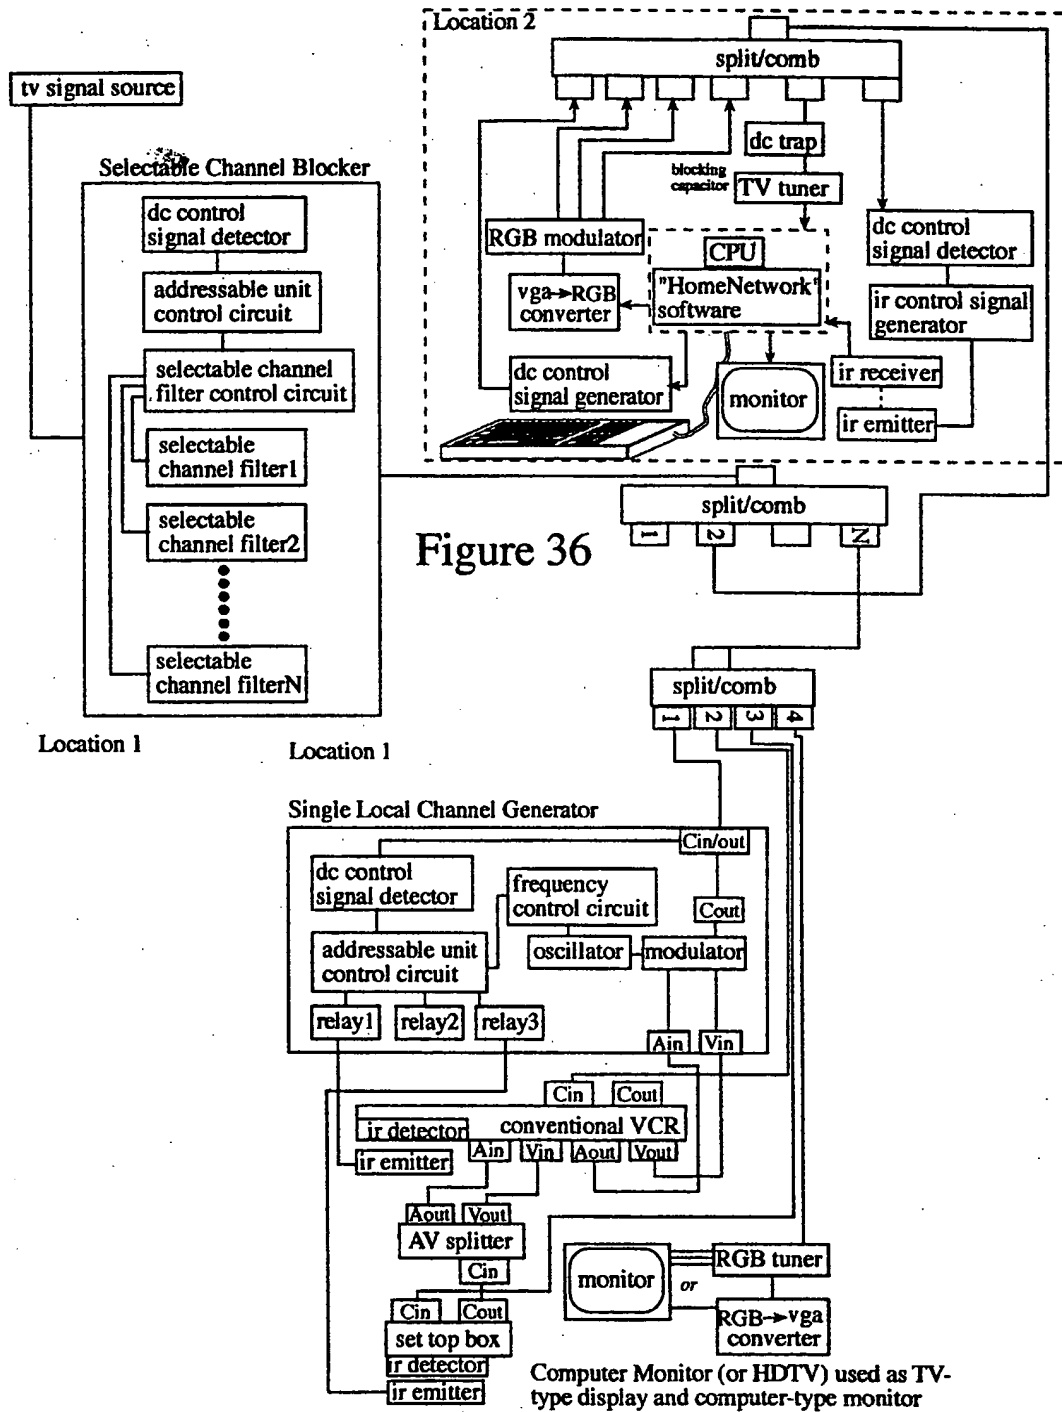 Location 2
split/comb
tv signal source
dc trap
blocking
capacitor
TV tuner
Selectable Channel Blocker
dc control
signal detector
addressable unit
control circuit
selectable channel
filter control circuit
selectable
channel filter1
selectable
channel filter2
selectable
channel filterN
Location 1
RGB modulator
vga→RGB
converter
CPU
"HomeNetwork"
software
dc control
signal detector
ir control signal
generator
dc control
signal generator
monitor
ir receiver
ir emitter
split/comb
1
2
N
Figure 36
split/comb
1
2
3
4
Location 1
Single Local Channel Generator
Cin/out
dc control
signal detector
frequency
control circuit
Cout
addressable unit
control circuit
oscillator
modulator
relay1
relay2
relay3
Ain
Vin
Cin
Cout
conventional VCR
ir detector
Ain
Vin
Aout
Vout
ir emitter
Aout
Vout
AV splitter
Cin
Cin
Cout
set top box
ir detector
ir emitter
monitor
or
RGB tuner
RGB→vga
converter
Computer Monitor (or HDTV) used as TV-
type display and computer-type monitor